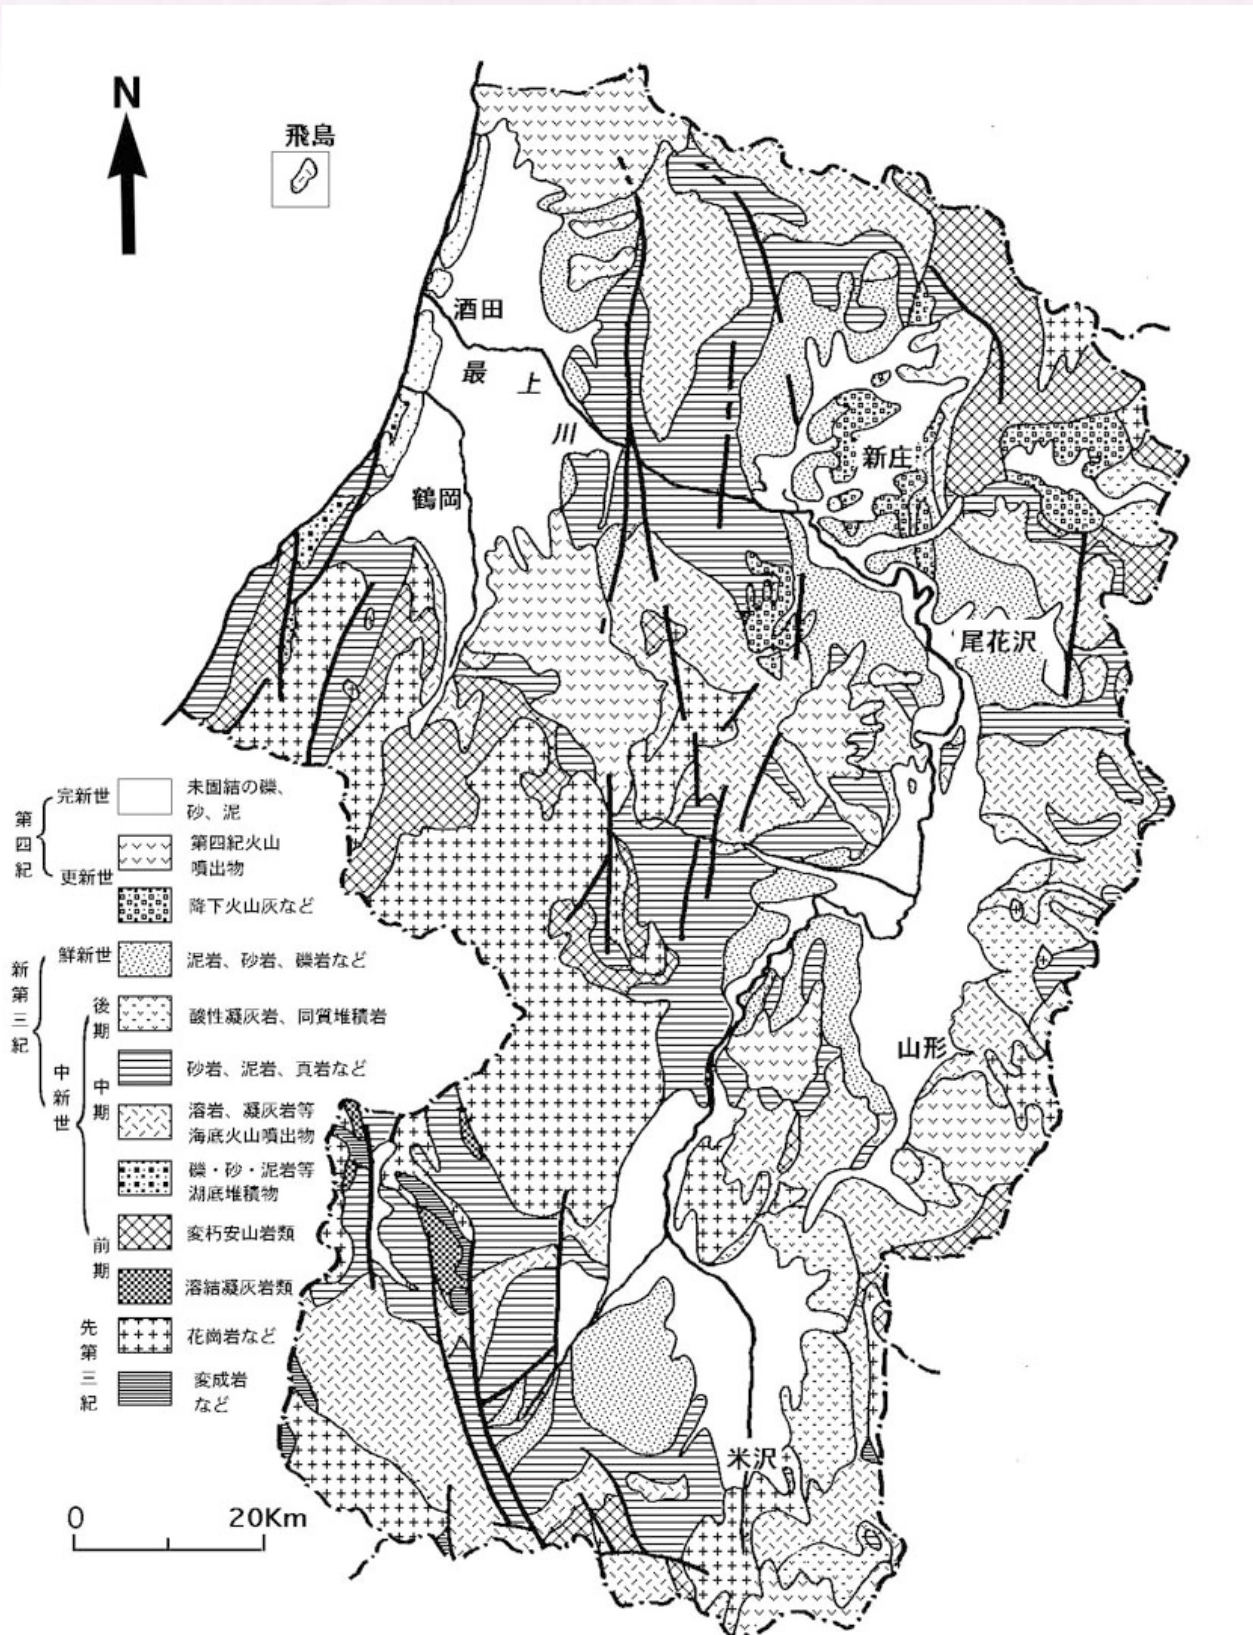 N
飛島
酒田
最上川
新庄
鶴岡
尾花沢
山形
米沢
第四紀
完新世
未固結の礫、
砂、泥
第四紀火山
噴出物
更新世
降下火山灰など
新第三紀
鮮新世
泥岩、砂岩、礫岩など
中新世
後期
酸性凝灰岩、同質堆積岩
中期
砂岩、泥岩、頁岩など
溶岩、凝灰岩等
海底火山噴出物
礫・砂・泥岩等
湖底堆積物
前期
変朽安山岩類
溶結凝灰岩類
先第三紀
花崗岩など
変成岩
など
0 20Km